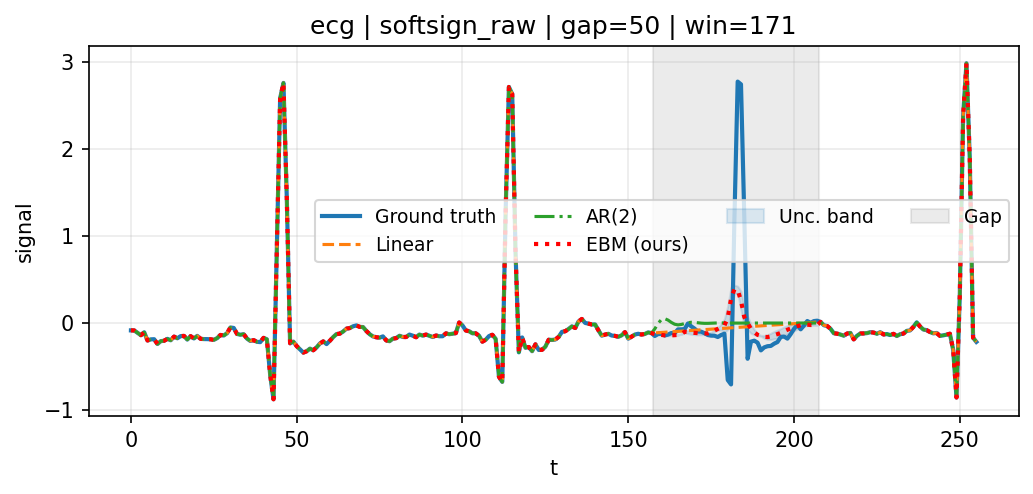 ecg | softsign_raw | gap=50 | win=171
3
2
1
0
−1
signal
Ground truth
Linear
AR(2)
EBM (ours)
Unc. band
Gap
0 50 100 150 200 250
t